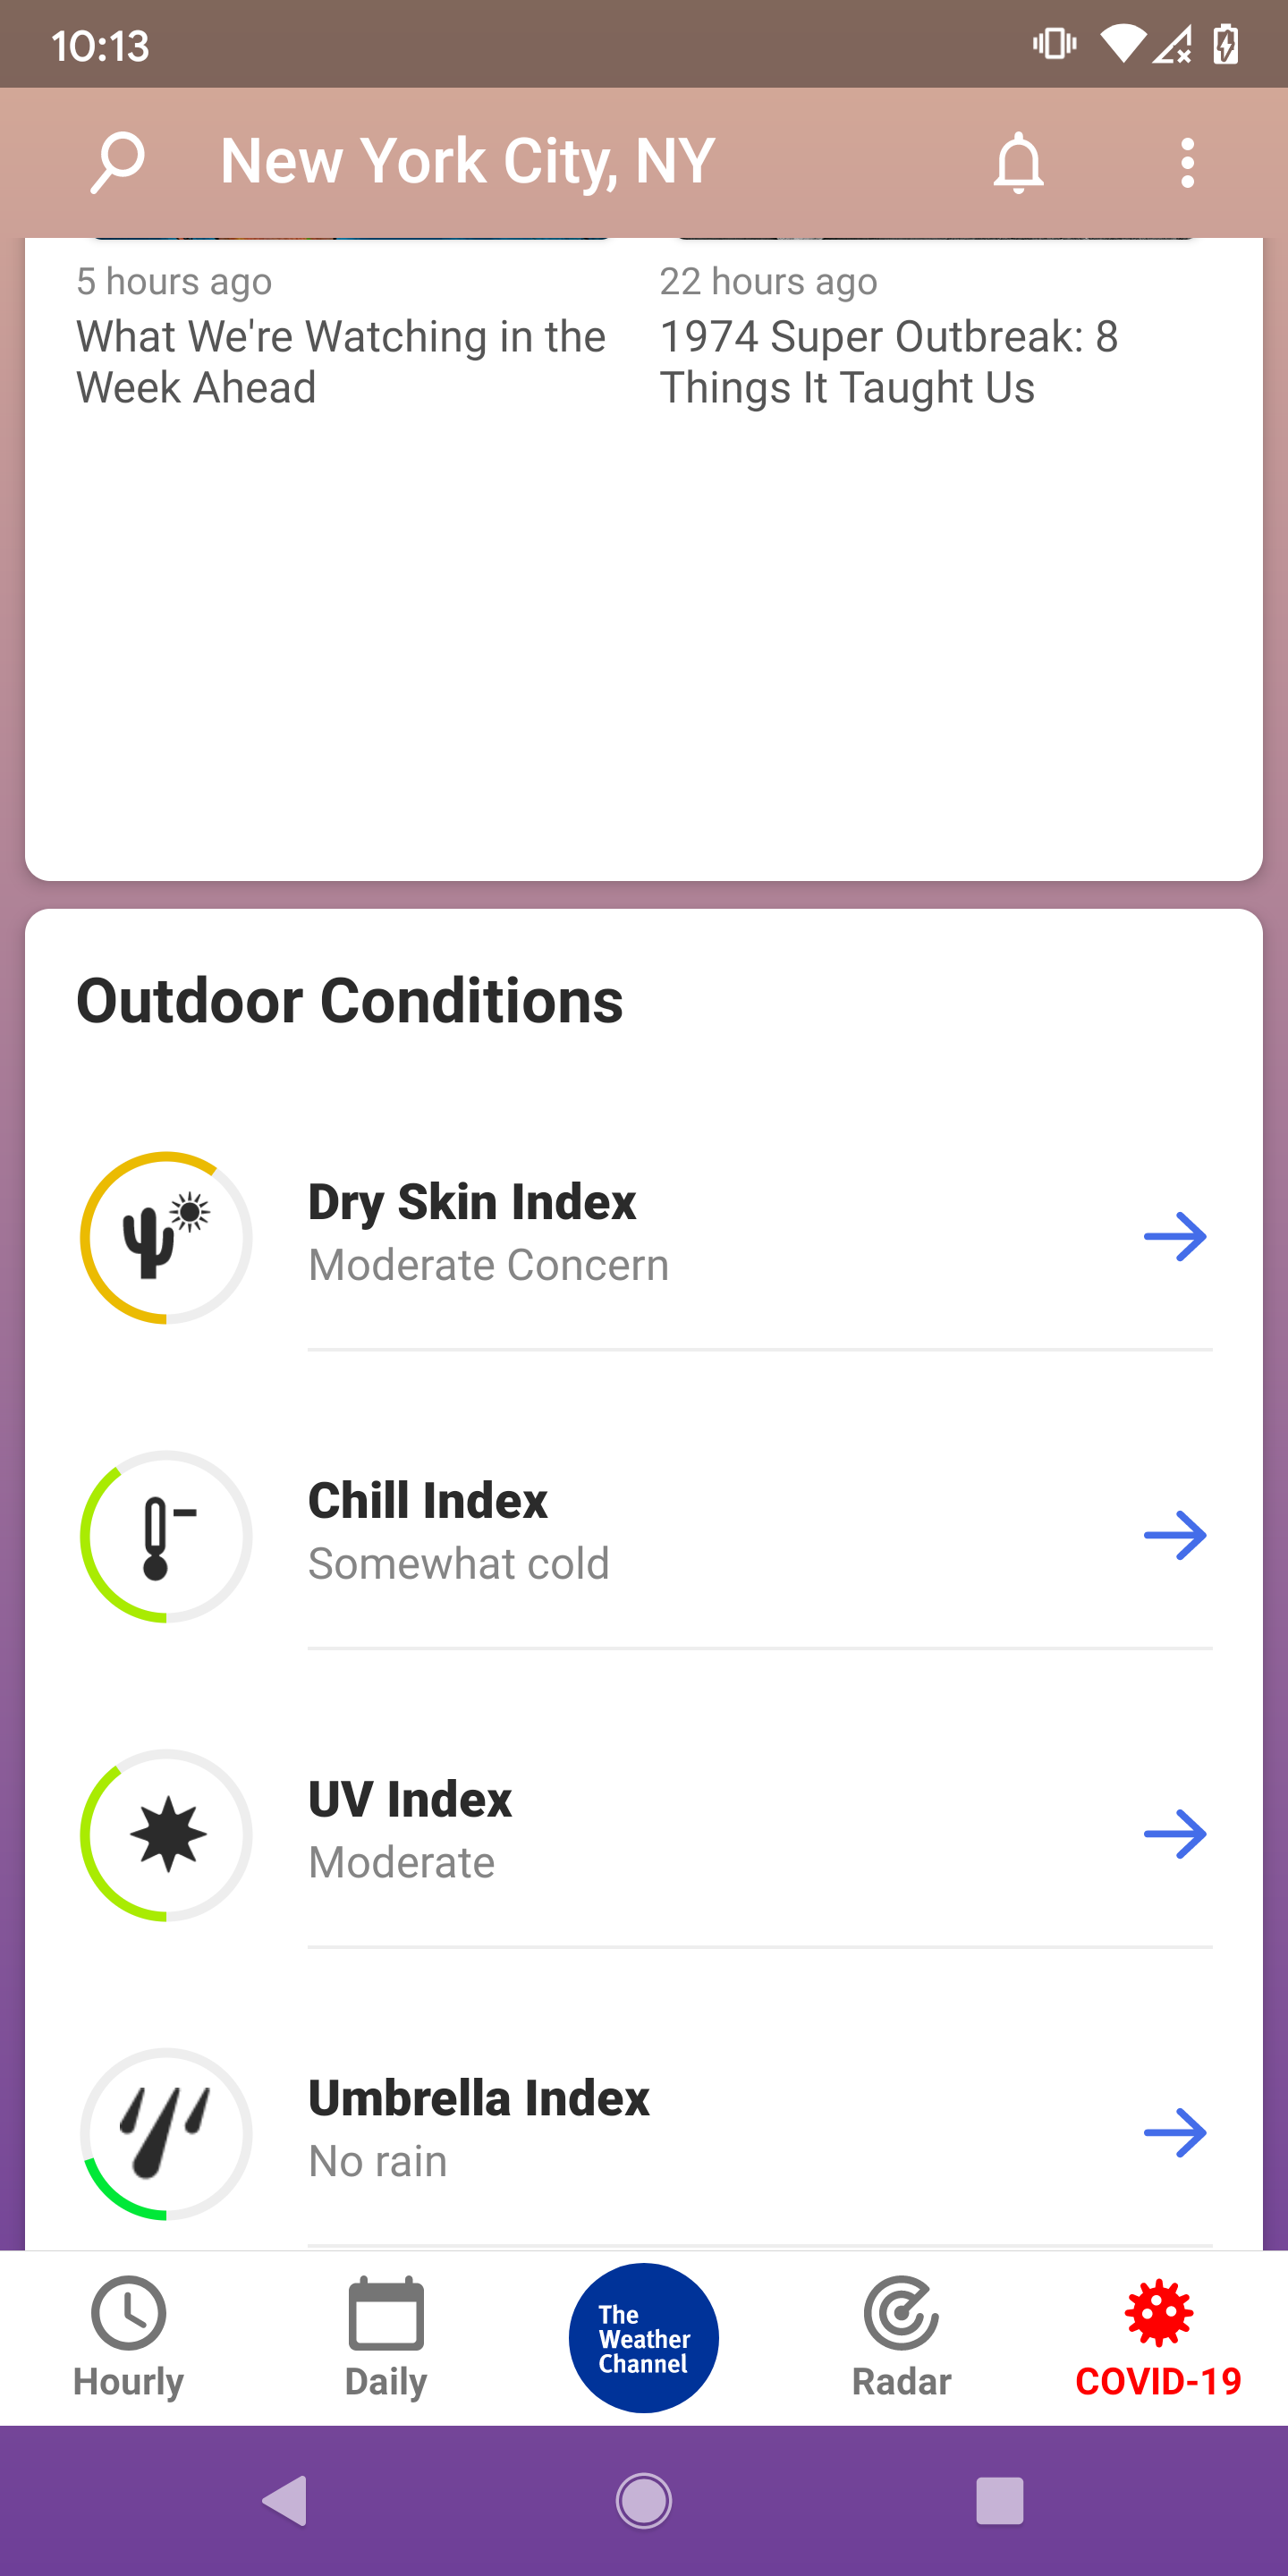 10:13
New York City, NY
5 hours ago
What We're Watching in the
Week Ahead
22 hours ago
1974 Super Outbreak: 8
Things It Taught Us
Outdoor Conditions
Dry Skin Index
Moderate Concern
Chill Index
Somewhat cold
UV Index
Moderate
Umbrella Index
No rain
Hourly
Daily
The
Weather
Channel
Radar
COVID-19